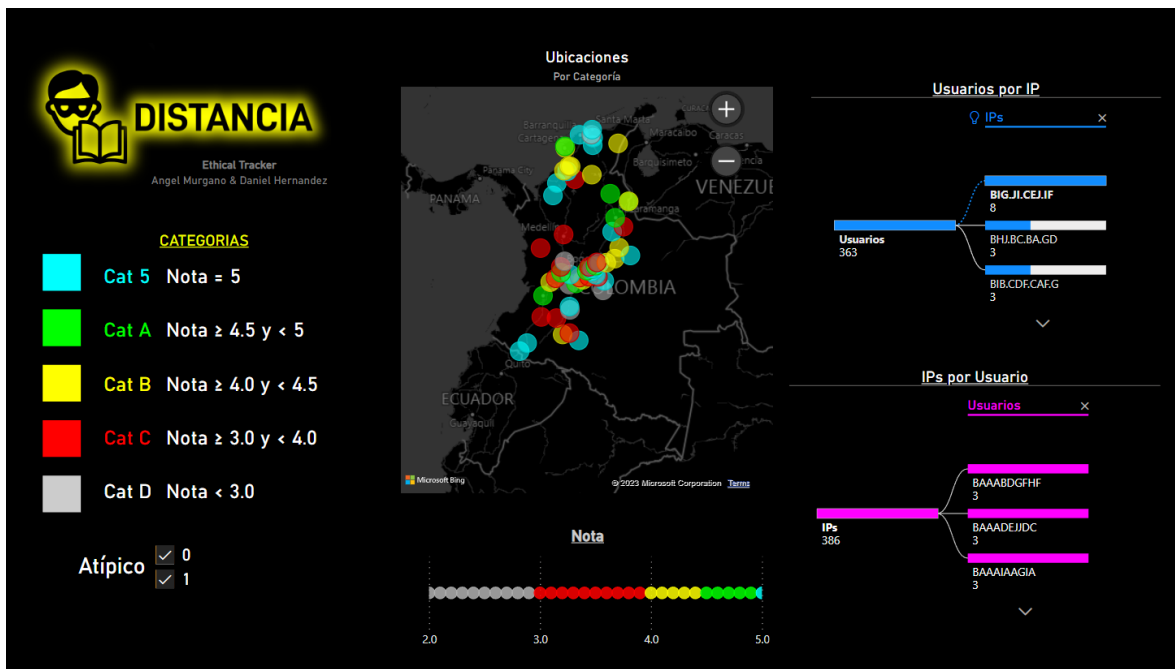 DISTANCIA
Ethical Tracker
Angel Murgano & Daniel Hernandez
CATEGORIAS
Cat 5 Nota = 5
Cat A Nota ≥ 4.5 y < 5
Cat B Nota ≥ 4.0 y < 4.5
Cat C Nota ≥ 3.0 y < 4.0
Cat D Nota < 3.0
Atípico
0
1
Ubicaciones
Por Categoría
Santa Marta
Maracaibo
Caracas
Barquisimeto
Panama City
PANAMA
VENEZUE
Medellín
COLOMBIA
Quito
ECUADOR
Guayaquil
Microsoft Bing
© 2023 Microsoft Corporation Terms
Nota
2.0 3.0 4.0 5.0
Usuarios por IP
IPs
Usuarios
363
BIG.JI.CEJ.IF
8
BHJ.BC.BA.GD
3
BIB.CDF.CAF.G
3
IPs por Usuario
Usuarios
IPs
386
BAAABDGFHF
3
BAAADEJJDC
3
BAAAIAAGIA
3